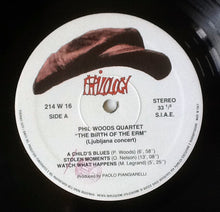 PHILOLOGY
214 W 16
SIDE A
STEREO
33 1/3
S.I.A.E.
PHIL WOODS QUARTET
"THE BIRTH OF THE ERM"
(Ljubljana concert)
A CHILD'S BLUES (P. Woods) 6', 58"
STOLEN MOMENTS (O. Nelson) 13', 08"
WATCH WHAT HAPPENS (M. Legrand) 5', 25"
PRODUCED by PAOLO PIANGIARELLI